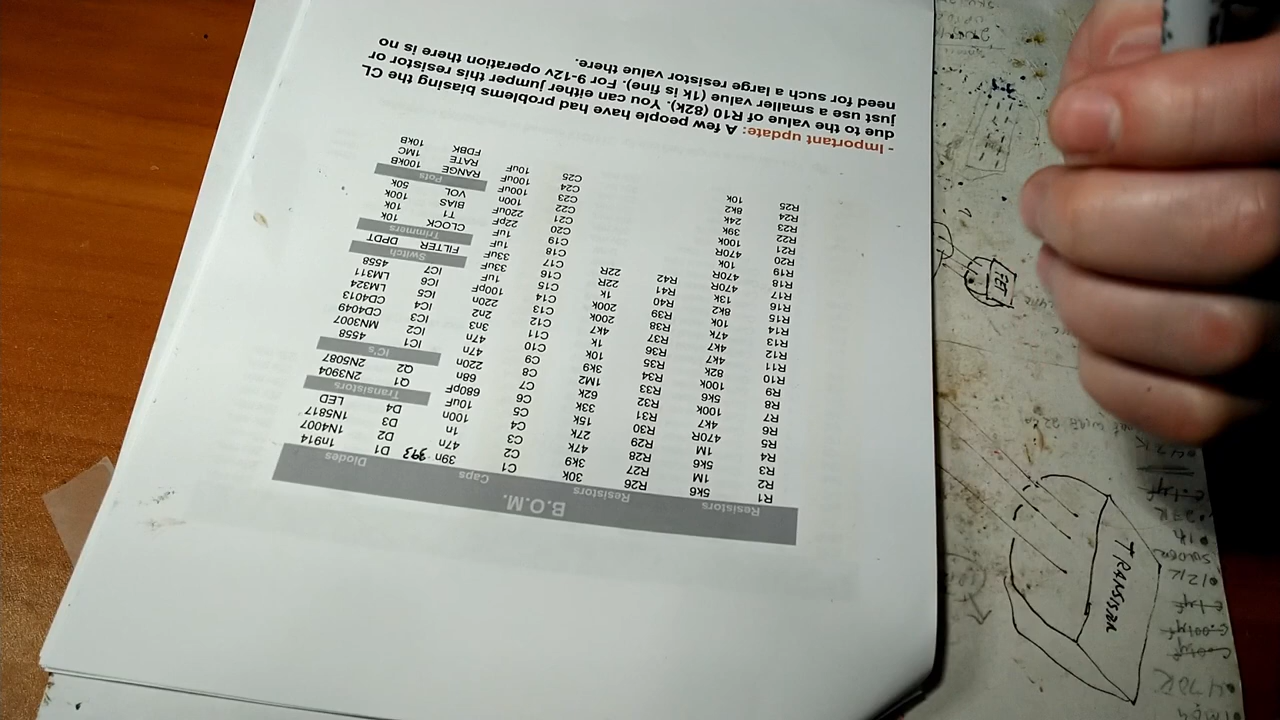 B.O.M.
Resistors Resistors Caps Diodes
R1 5k6 R26 30k C1 39n 393 D1 1n914
R2 1M R27 3k9 C2 47n D2 1N4007
R3 5k6 R28 47k C3 1n D3 1N5817
R4 1M R29 27k C4 100n D4 LED
R5 470R R30 15k C5 10uF Transistors
R6 4k7 R31 33k C6 680pF Q1 2N3904
R7 100k R32 62k C7 68n Q2 2N5087
R8 5k6 R33 1M2 C8 220n IC's
R9 100k R34 3k9 C9 47n IC1 4558
R10 82k R35 10k C10 47n IC2 MN3007
R11 4k7 R36 1k C11 3n3 IC3 CD4049
R12 4k7 R37 4k7 C12 2n2 IC4 CD4013
R13 47k R38 200k C13 220n IC5 LM324
R14 10k R39 200k C14 100pF IC6 LM311
R15 8k2 R40 1k C15 1uF IC7 4558
R16 13k R41 22R C16 33uF Switch
R17 470R R42 22R C17 33uF FILTER DPDT
R18 470R C18 1uF Trimmers
R19 10k C19 1uF CLOCK 10k
R20 470R C20 22pF T1 10k
R21 100k C21 220uF BIAS 100k
R22 39k C22 100n VOL 50k
R23 24k C23 100uF Pots
R24 8k2 C24 100uF RANGE 100kB
R25 10k C25 10uF RATE 1MC
FDBK 10kB
- Important update: A few people have had problems biasing the CL
due to the value of R10 (82k). You can either jumper this resistor or
just use a smaller value (1k is fine). For 9-12v operation there is no
need for such a large resistor value there.
TRANSISTOR
FET
470R
12K
SOLDER
1K